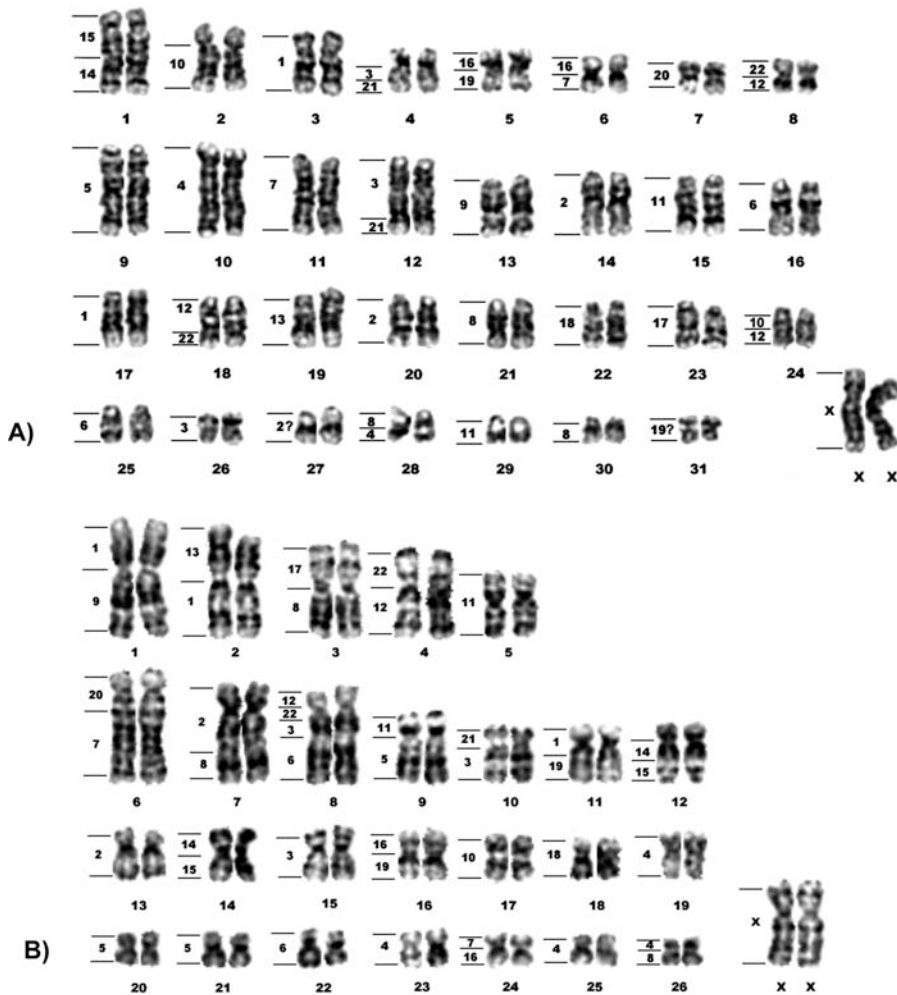 15 14 10 1 3 21 16 19 16 7 20 22 12
1 2 3 4 5 6 7 8
5 4 7 3 21 9 2 11 6
9 10 11 12 13 14 15 16
1 12 22 13 2 8 18 17 10 12
17 18 19 20 21 22 23 24
A) 6 3 2? 8 4 11 8 19? X
25 26 27 28 29 30 31 X X
1 9 13 1 17 8 22 12 11
1 2 3 4 5
20 7 2 8 12 22 3 6 11 5 21 3 1 19 14 15
6 7 8 9 10 11 12
2 14 15 3 16 19 10 18 4
13 14 15 16 17 18 19
B) 5 5 6 4 7 16 4 4 8 X
20 21 22 23 24 25 26 X X